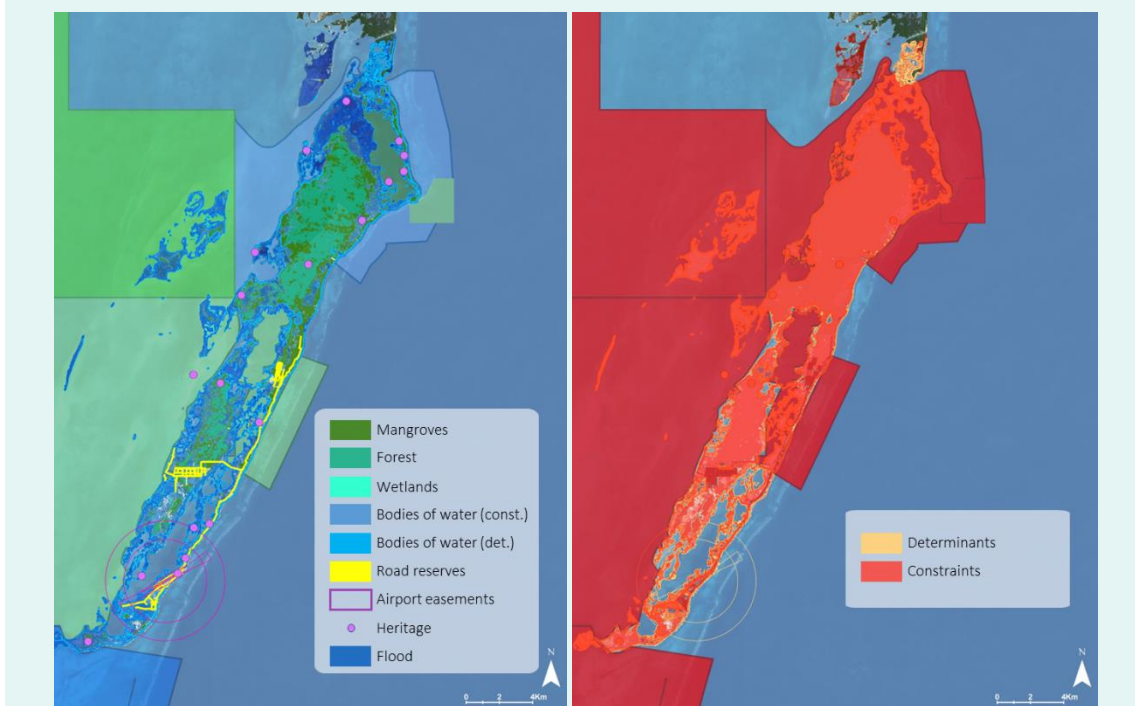 Mangroves
Forest
Wetlands
Bodies of water (const.)
Bodies of water (det.)
Road reserves
Airport easements
Heritage
Flood
N
0 2 4Km
Determinants
Constraints
N
0 2 4Km